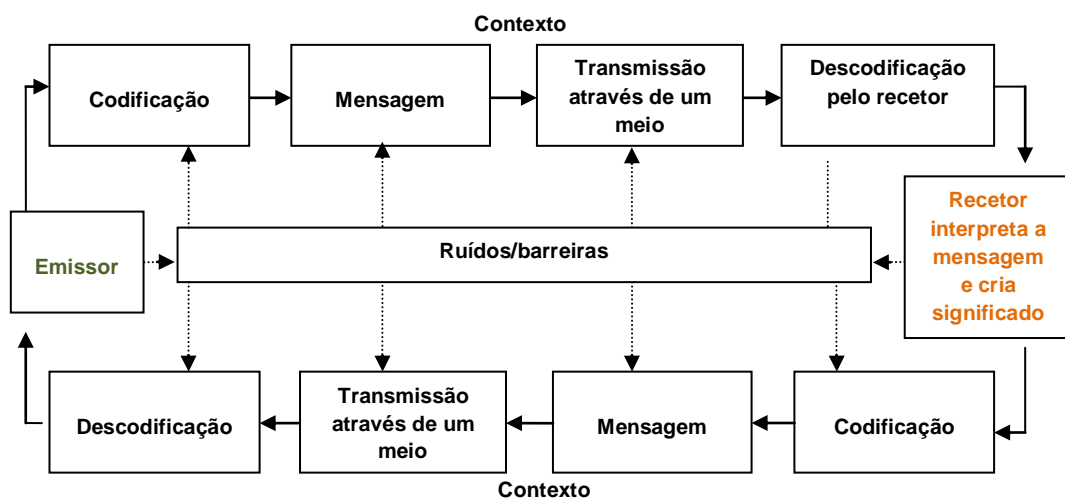 Contexto
Codificação
Mensagem
Transmissão
através de um
meio
Descodificação
pelo recetor
Emissor
Ruídos/barreiras
Recetor
interpreta a
mensagem
e cria
significado
Descodificação
Transmissão
através de um
meio
Mensagem
Codificação
Contexto